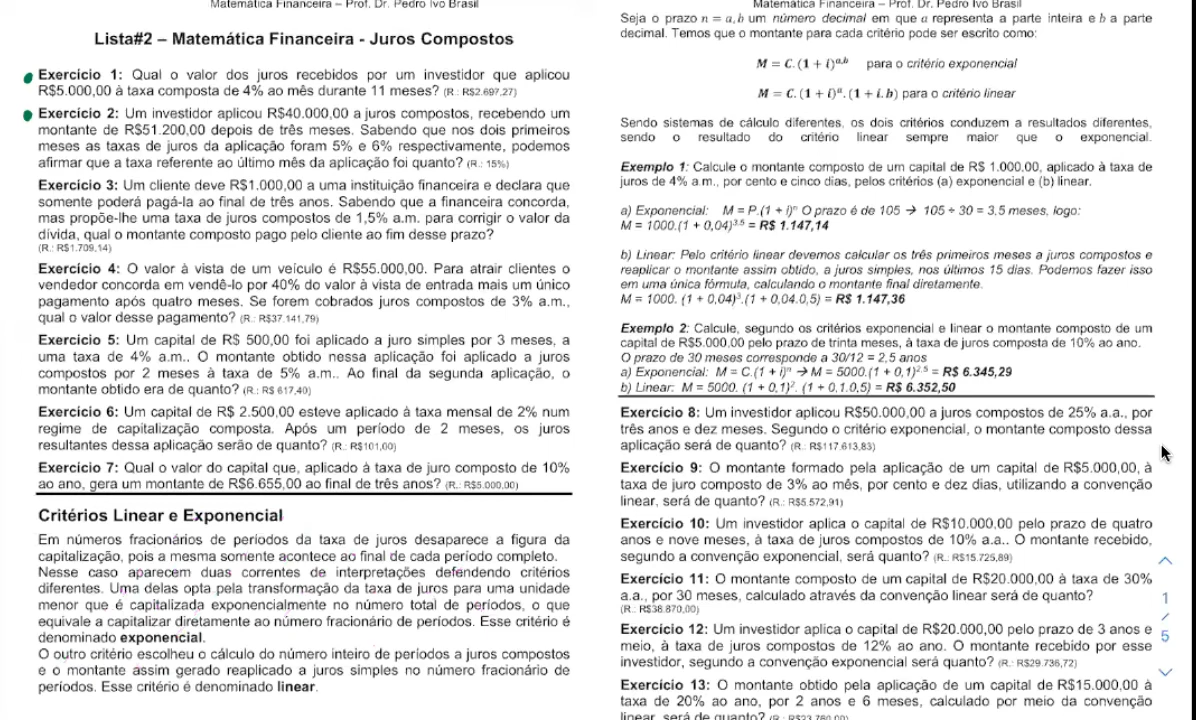 Matemática Financeira – Prof. Dr. Pedro Ivo Brasil
Lista#2 – Matemática Financeira - Juros Compostos
Exercício 1: Qual o valor dos juros recebidos por um investidor que aplicou
R$5.000,00 à taxa composta de 4% ao mês durante 11 meses? (R.: R$2.697,27)
Exercício 2: Um investidor aplicou R$40.000,00 a juros compostos, recebendo um
montante de R$51.200,00 depois de três meses. Sabendo que nos dois primeiros
meses as taxas de juros da aplicação foram 5% e 6% respectivamente, podemos
afirmar que a taxa referente ao último mês da aplicação foi quanto? (R.: 15%)
Exercício 3: Um cliente deve R$1.000,00 a uma instituição financeira e declara que
somente poderá pagá-la ao final de três anos. Sabendo que a financeira concorda,
mas propõe-lhe uma taxa de juros compostos de 1,5% a.m. para corrigir o valor da
dívida, qual o montante composto pago pelo cliente ao fim desse prazo?
(R.: R$1.709,14)
Exercício 4: O valor à vista de um veículo é R$55.000,00. Para atrair clientes o
vendedor concorda em vendê-lo por 40% do valor à vista de entrada mais um único
pagamento após quatro meses. Se forem cobrados juros compostos de 3% a.m.,
qual o valor desse pagamento? (R.: R$37.141,79)
Exercício 5: Um capital de R$ 500,00 foi aplicado a juro simples por 3 meses, a
uma taxa de 4% a.m.. O montante obtido nessa aplicação foi aplicado a juros
compostos por 2 meses à taxa de 5% a.m.. Ao final da segunda aplicação, o
montante obtido era de quanto? (R.: R$ 617,40)
Exercício 6: Um capital de R$ 2.500,00 esteve aplicado à taxa mensal de 2% num
regime de capitalização composta. Após um período de 2 meses, os juros
resultantes dessa aplicação serão de quanto? (R.: R$101,00)
Exercício 7: Qual o valor do capital que, aplicado à taxa de juro composto de 10%
ao ano, gera um montante de R$6.655,00 ao final de três anos? (R.: R$5.000,00)
Critérios Linear e Exponencial
Em números fracionários de períodos da taxa de juros desaparece a figura da
capitalização, pois a mesma somente acontece ao final de cada período completo.
Nesse caso aparecem duas correntes de interpretações defendendo critérios
diferentes. Uma delas opta pela transformação da taxa de juros para uma unidade
menor que é capitalizada exponencialmente no número total de períodos, o que
equivale a capitalizar diretamente ao número fracionário de períodos. Esse critério é
denominado exponencial.
O outro critério escolheu o cálculo do número inteiro de períodos a juros compostos
e o montante assim gerado reaplicado a juros simples no número fracionário de
períodos. Esse critério é denominado linear.
Matemática Financeira – Prof. Dr. Pedro Ivo Brasil
Seja o prazo n = a,b um número decimal em que a representa a parte inteira e b a parte
decimal. Temos que o montante para cada critério pode ser escrito como:
M = C.(1 + i)^a,b para o critério exponencial
M = C.(1 + i)^a.(1 + i.b) para o critério linear
Sendo sistemas de cálculo diferentes, os dois critérios conduzem a resultados diferentes,
sendo o resultado do critério linear sempre maior que o exponencial.
Exemplo 1: Calcule o montante composto de um capital de R$ 1.000,00, aplicado à taxa de
juros de 4% a.m., por cento e cinco dias, pelos critérios (a) exponencial e (b) linear.
a) Exponencial: M = P.(1 + i)^n O prazo é de 105 → 105 ÷ 30 = 3,5 meses, logo:
M = 1000.(1 + 0,04)^3,5 = R$ 1.147,14
b) Linear: Pelo critério linear devemos calcular os três primeiros meses a juros compostos e
reaplicar o montante assim obtido, a juros simples, nos últimos 15 dias. Podemos fazer isso
em uma única fórmula, calculando o montante final diretamente.
M = 1000. (1 + 0,04)^3.(1 + 0,04.0,5) = R$ 1.147,36
Exemplo 2: Calcule, segundo os critérios exponencial e linear o montante composto de um
capital de R$5.000,00 pelo prazo de trinta meses, à taxa de juros composta de 10% ao ano.
O prazo de 30 meses corresponde a 30/12 = 2,5 anos
a) Exponencial: M = C.(1 + i)^n → M = 5000.(1 + 0,1)^2,5 = R$ 6.345,29
b) Linear: M = 5000. (1 + 0,1)^2. (1 + 0,1.0,5) = R$ 6.352,50
Exercício 8: Um investidor aplicou R$50.000,00 a juros compostos de 25% a.a., por
três anos e dez meses. Segundo o critério exponencial, o montante composto dessa
aplicação será de quanto? (R.: R$117.613,83)
Exercício 9: O montante formado pela aplicação de um capital de R$5.000,00, à
taxa de juro composto de 3% ao mês, por cento e dez dias, utilizando a convenção
linear, será de quanto? (R.: R$5.572,91)
Exercício 10: Um investidor aplica o capital de R$10.000,00 pelo prazo de quatro
anos e nove meses, à taxa de juros compostos de 10% a.a.. O montante recebido,
segundo a convenção exponencial, será quanto? (R.: R$15.725,89)
Exercício 11: O montante composto de um capital de R$20.000,00 à taxa de 30%
a.a., por 30 meses, calculado através da convenção linear será de quanto?
(R.: R$38.870,00)
Exercício 12: Um investidor aplica o capital de R$20.000,00 pelo prazo de 3 anos e
meio, à taxa de juros compostos de 12% ao ano. O montante recebido por esse
investidor, segundo a convenção exponencial será quanto? (R.: R$29.736,72)
Exercício 13: O montante obtido pela aplicação de um capital de R$15.000,00 à
taxa de 20% ao ano, por 2 anos e 6 meses, calculado por meio da convenção
linear, será de quanto? (R.: R$23.760,00)
1
/
5